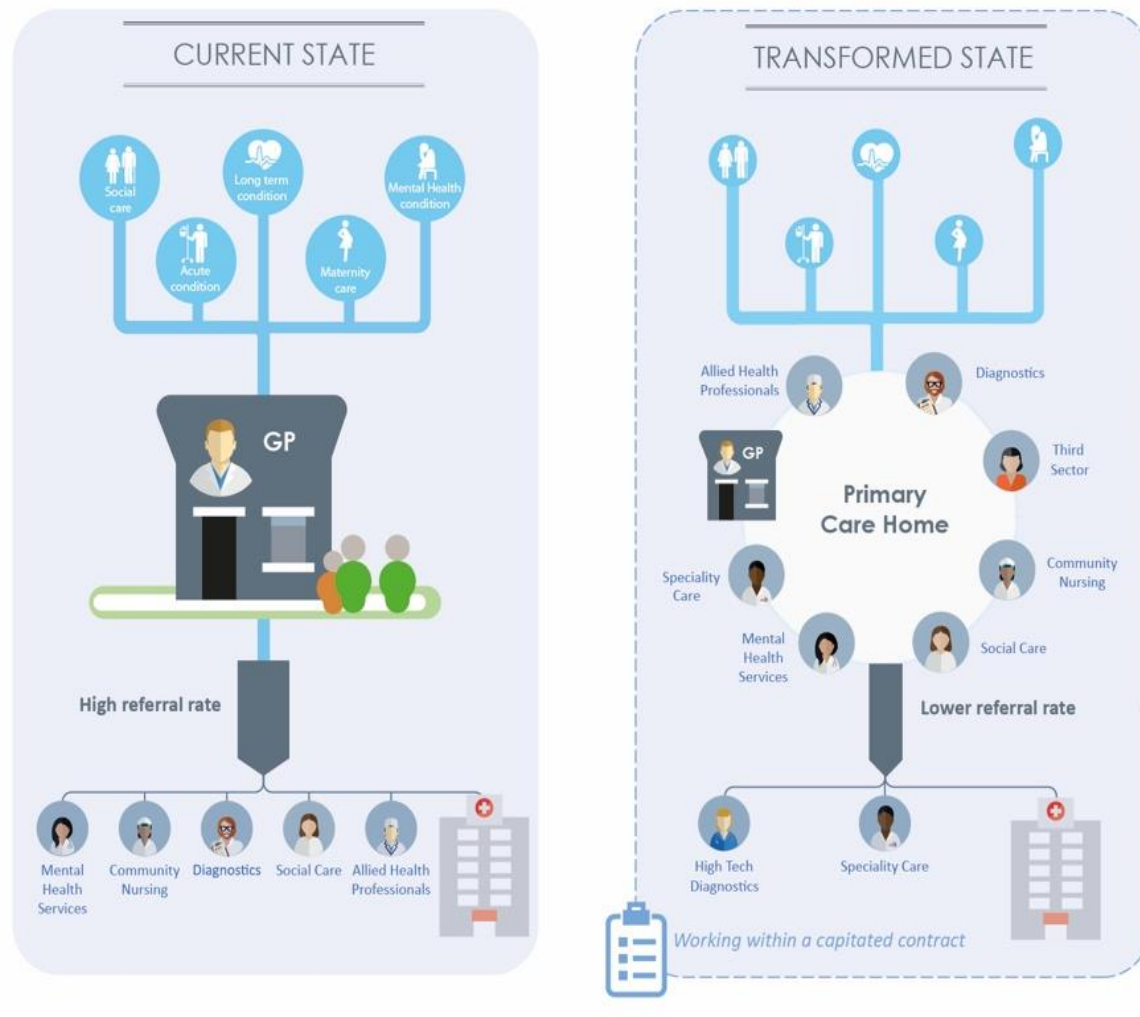 CURRENT STATE
Social
care
Long term
condition
Mental Health
condition
Acute
condition
Maternity
care
GP
High referral rate
Mental
Health
Services
Community
Nursing
Diagnostics
Social Care
Allied Health
Professionals
TRANSFORMED STATE
Allied Health
Professionals
Diagnostics
GP
Third
Sector
Primary
Care Home
Speciality
Care
Community
Nursing
Mental
Health
Services
Social Care
Lower referral rate
High Tech
Diagnostics
Speciality Care
Working within a capitated contract